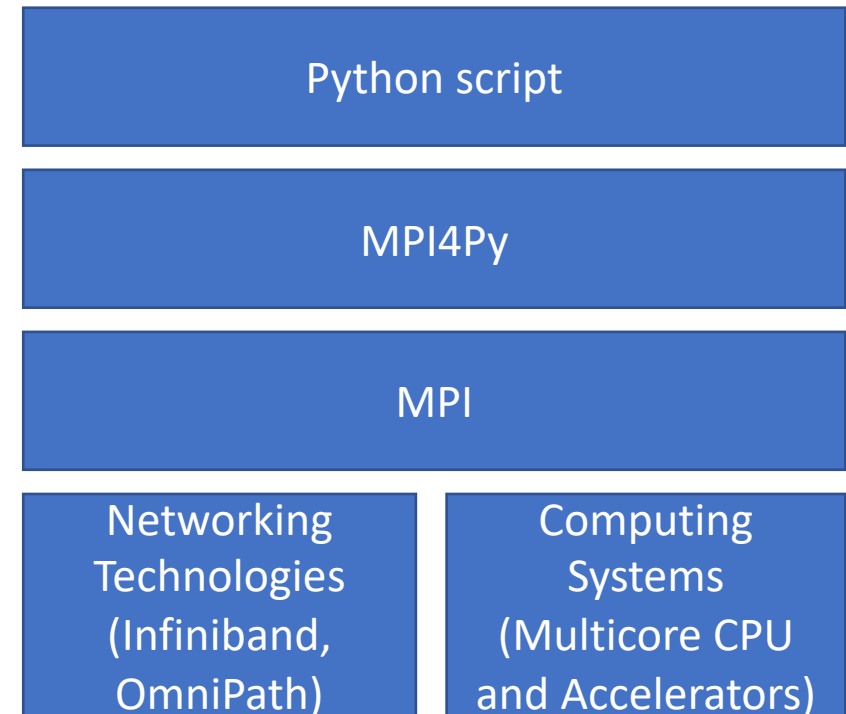 Python script
MPI4Py
MPI
Networking
Technologies
(Infiniband,
OmniPath)
Computing
Systems
(Multicore CPU
and Accelerators)